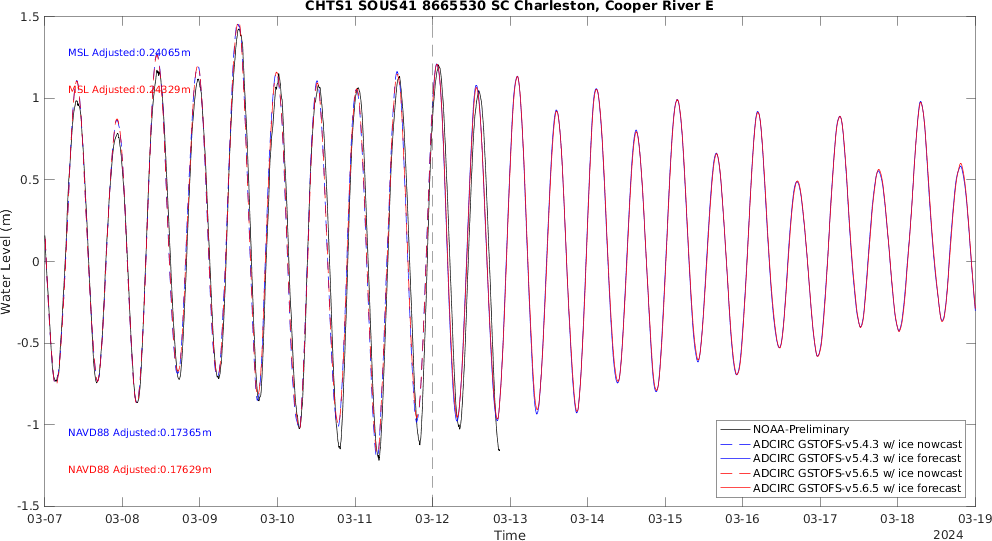 CHTS1 SOUS41 8665530 SC Charleston, Cooper River E
1.5
1
0.5
0
-0.5
-1
-1.5
Water Level (m)
MSL Adjusted:0.24065m
MSL Adjusted:0.24329m
NAVD88 Adjusted:0.17365m
NAVD88 Adjusted:0.17629m
NOAA-Preliminary
ADCIRC GSTOFS-v5.4.3 w/ ice nowcast
ADCIRC GSTOFS-v5.4.3 w/ ice forecast
ADCIRC GSTOFS-v5.6.5 w/ ice nowcast
ADCIRC GSTOFS-v5.6.5 w/ ice forecast
03-07 03-08 03-09 03-10 03-11 03-12 03-13 03-14 03-15 03-16 03-17 03-18 03-19
Time
2024